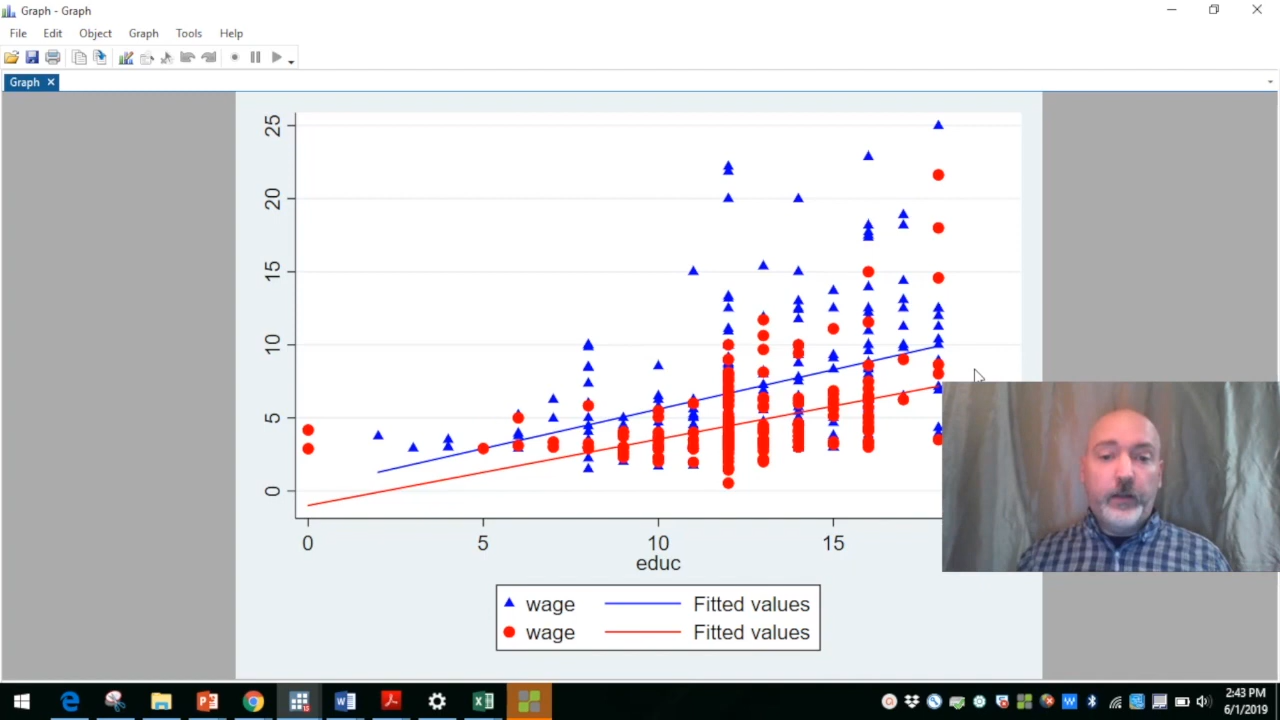 Graph - Graph
File Edit Object Graph Tools Help
Graph
25
20
15
10
5
0
0 5 10 15
educ
wage Fitted values
wage Fitted values
2:43 PM
6/1/2019